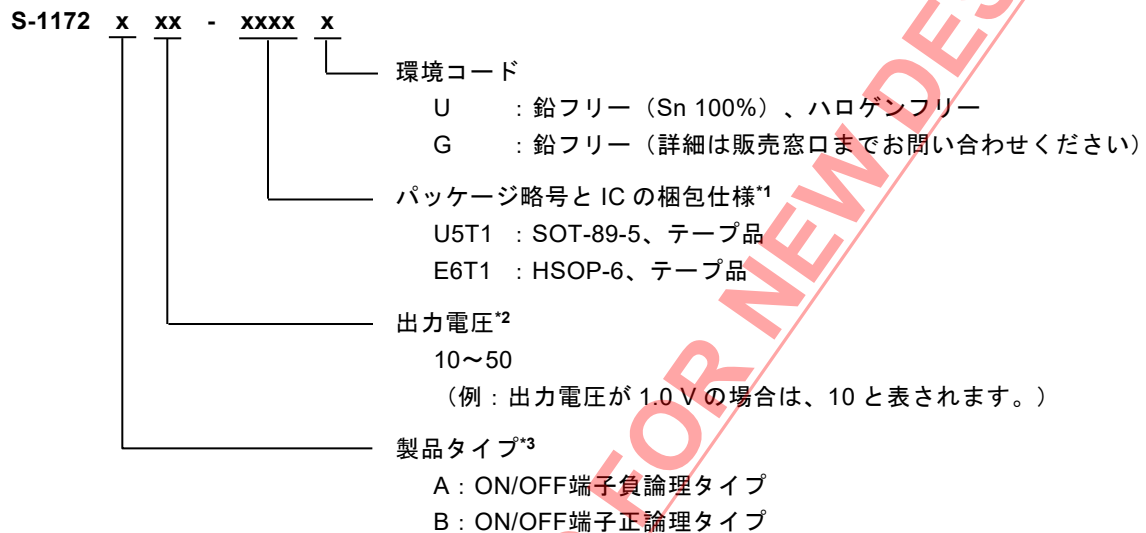 S-1172 x xx - xxxx x
環境コード
U : 鉛フリー（Sn 100%）、ハロゲンフリー
G : 鉛フリー（詳細は販売窓口までお問い合わせください）
パッケージ略号と IC の梱包仕様*1
U5T1 : SOT-89-5、テープ品
E6T1 : HSOP-6、テープ品
出力電圧*2
10～50
（例：出力電圧が 1.0 V の場合は、10 と表されます。）
製品タイプ*3
A：ON/OFF端子負論理タイプ
B：ON/OFF端子正論理タイプ
FOR NEW DES